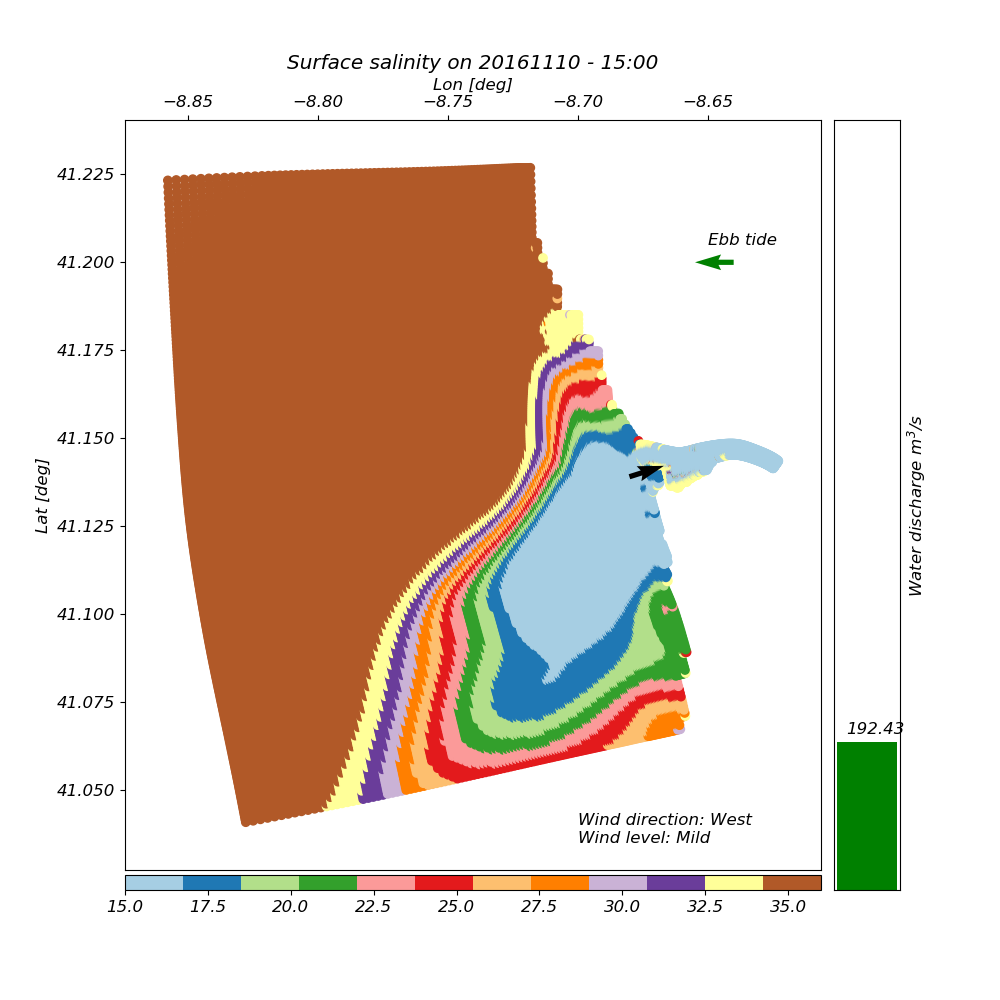 Surface salinity on 20161110 - 15:00
Lon [deg]
−8.85 −8.80 −8.75 −8.70 −8.65
41.225
41.200
41.175
41.150
41.125
41.100
41.075
41.050
Lat [deg]
Ebb tide
Water discharge m³/s
192.43
Wind direction: West
Wind level: Mild
15.0 17.5 20.0 22.5 25.0 27.5 30.0 32.5 35.0